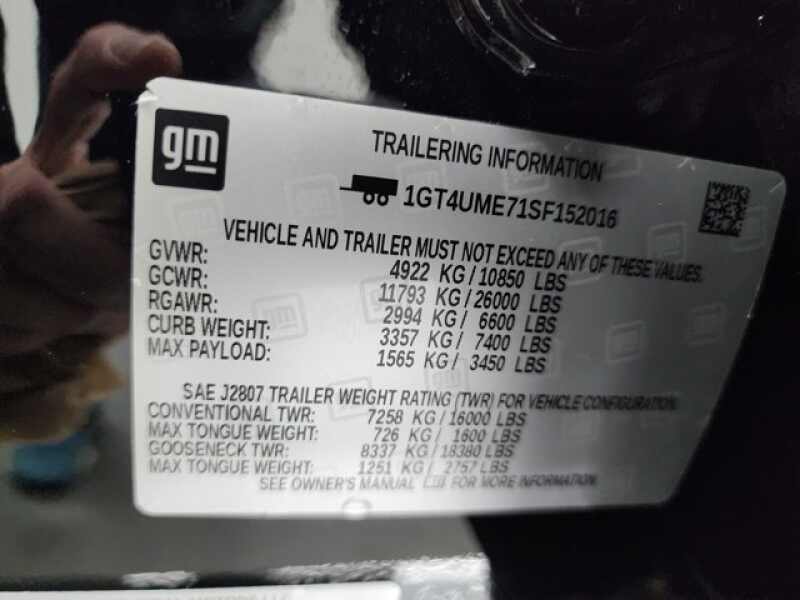 gm
TRAILERING INFORMATION
1GT4UME71SF152016
VEHICLE AND TRAILER MUST NOT EXCEED ANY OF THESE VALUES.
GVWR: 4922 KG/10850 LBS
GCWR: 11793 KG/26000 LBS
RGAWR: 2994 KG/ 6600 LBS
CURB WEIGHT: 3357 KG/ 7400 LBS
MAX PAYLOAD: 1565 KG/ 3450 LBS
SAE J2807 TRAILER WEIGHT RATING (TWR) FOR VEHICLE CONFIGURATION.
CONVENTIONAL TWR: 7258 KG/16000 LBS
MAX TONGUE WEIGHT: 726 KG/ 1600 LBS
GOOSENECK TWR: 8337 KG/18380 LBS
MAX TONGUE WEIGHT: 1251 KG/ 2757 LBS
SEE OWNER'S MANUAL FOR MORE INFORMATION.